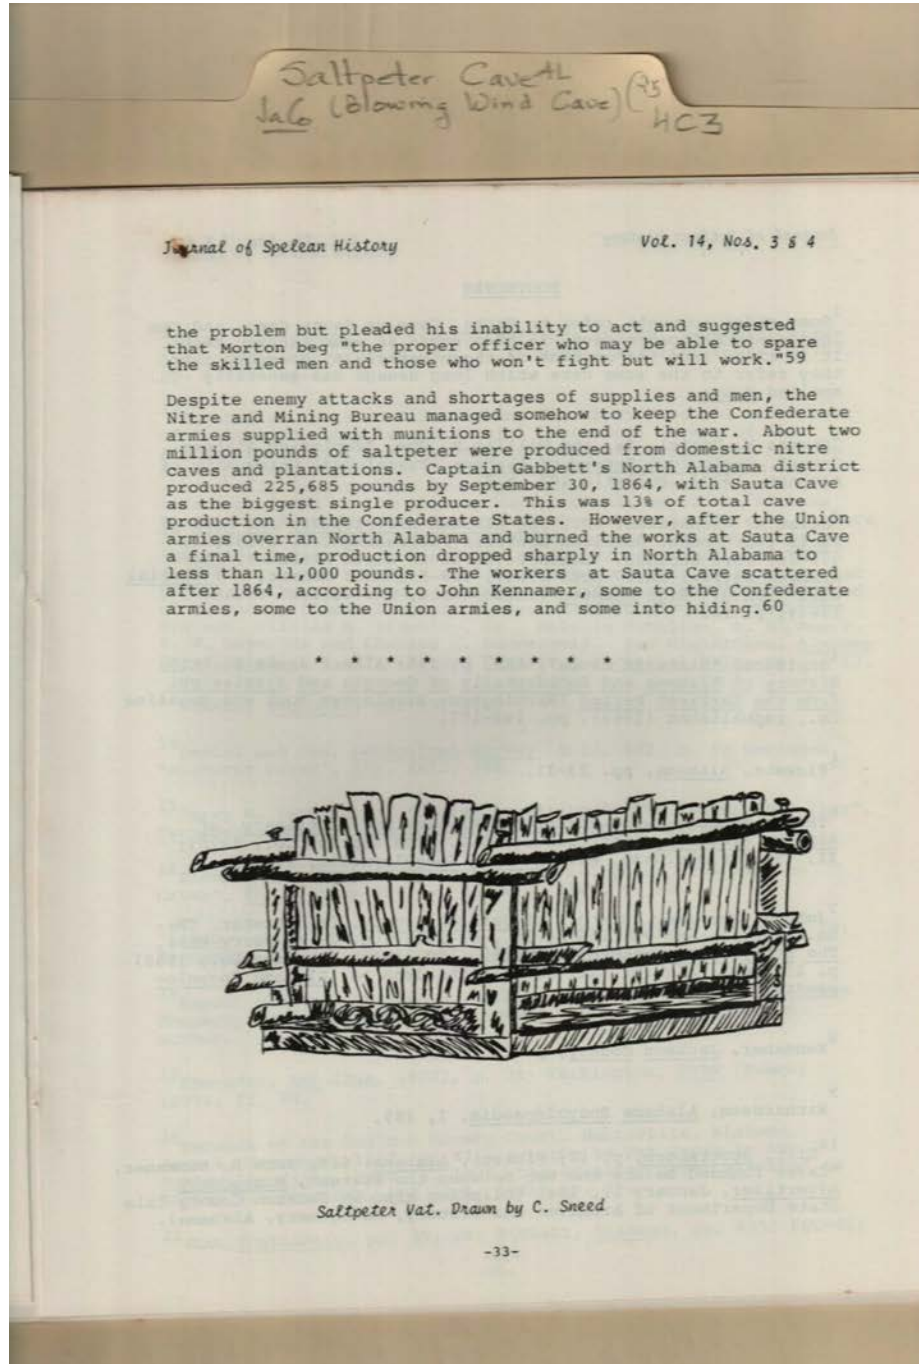 Saltpeter Cave AL
JaCo (Blowing Wind Cave) (
4C3
Journal of Spelean History Vol. 14, Nos. 3 & 4
the problem but pleaded his inability to act and suggested
that Morton beg "the proper officer who may be able to spare
the skilled men and those who won't fight but will work."59
Despite enemy attacks and shortages of supplies and men, the
Nitre and Mining Bureau managed somehow to keep the Confederate
armies supplied with munitions to the end of the war. About two
million pounds of saltpeter were produced from domestic nitre
caves and plantations. Captain Gabbett's North Alabama district
produced 225,685 pounds by September 30, 1864, with Sauta Cave
as the biggest single producer. This was 13% of total cave
production in the Confederate States. However, after the Union
armies overran North Alabama and burned the works at Sauta Cave
a final time, production dropped sharply in North Alabama to
less than 11,000 pounds. The workers at Sauta Cave scattered
after 1864, according to John Kennamer, some to the Confederate
armies, some to the Union armies, and some into hiding.60
* * * * * * * * *
Saltpeter Vat. Drawn by C. Sneed
-33-